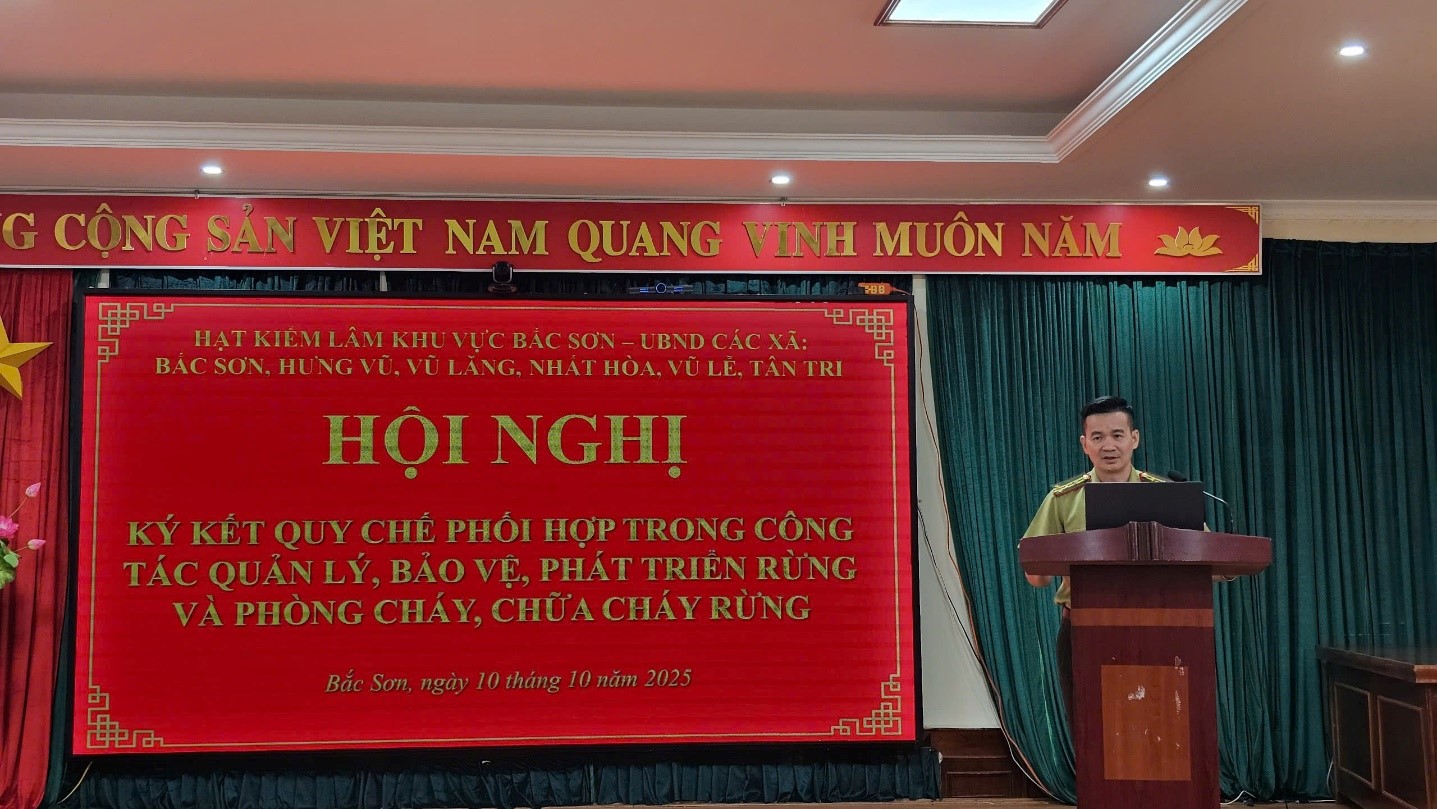 NG CỘNG SẢN VIỆT NAM QUANG VINH MUÔN NĂM
HẠT KIỂM LÂM KHU VỰC BẮC SƠN – UBND CÁC XÃ:
BẮC SƠN, HƯNG VŨ, VŨ LĂNG, NHẤT HÒA, VŨ LỄ, TÂN TRI
HỘI NGHỊ
KÝ KẾT QUY CHẾ PHỐI HỢP TRONG CÔNG
TÁC QUẢN LÝ, BẢO VỆ, PHÁT TRIỂN RỪNG
VÀ PHÒNG CHÁY, CHỮA CHÁY RỪNG
Bắc Sơn, ngày 10 tháng 10 năm 2025